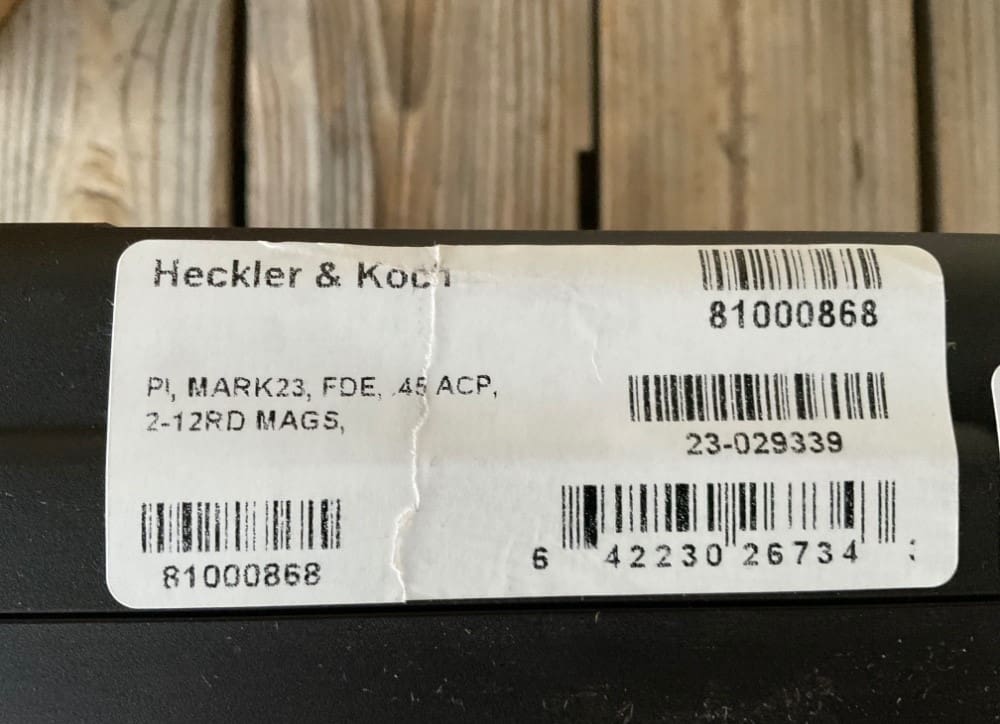 Heckler & Koch
81000868
PI, MARK23, FDE, .45 ACP,
2-12RD MAGS,
23-029339
81000868
6 42230 26734